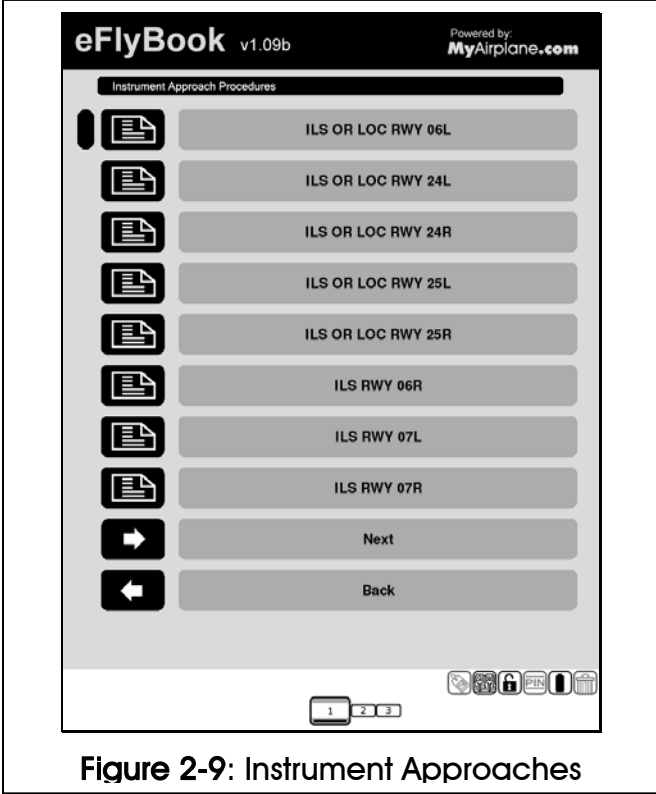 eFlyBook v1.09b
Powered by:
MyAirplane.com
Instrument Approach Procedures
ILS OR LOC RWY 06L
ILS OR LOC RWY 24L
ILS OR LOC RWY 24R
ILS OR LOC RWY 25L
ILS OR LOC RWY 25R
ILS RWY 06R
ILS RWY 07L
ILS RWY 07R
Next
Back
PIN
1 2 3
Figure 2-9: Instrument Approaches